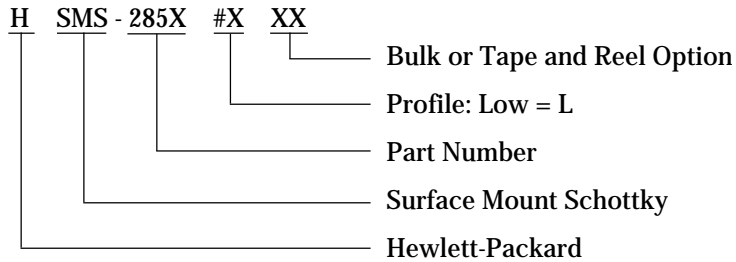 H SMS - 285X #X XX
Bulk or Tape and Reel Option
Profile: Low = L
Part Number
Surface Mount Schottky
Hewlett-Packard